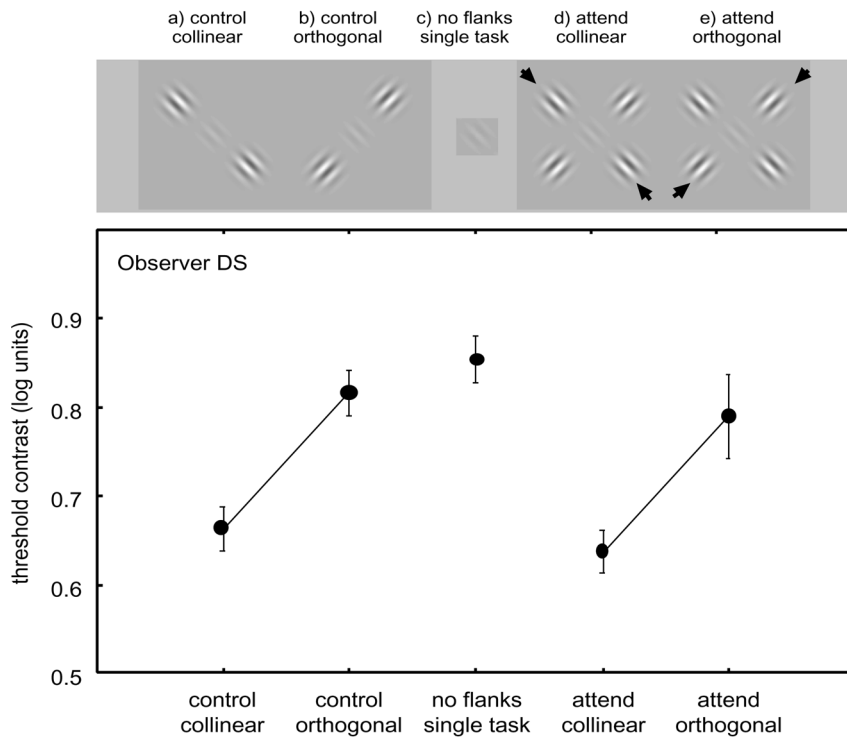 a) control b) control c) no flanks d) attend e) attend
collinear orthogonal single task collinear orthogonal
Observer DS
threshold contrast (log units)
0.9
0.8
0.7
0.6
0.5
control control no flanks attend attend
collinear orthogonal single task collinear orthogonal